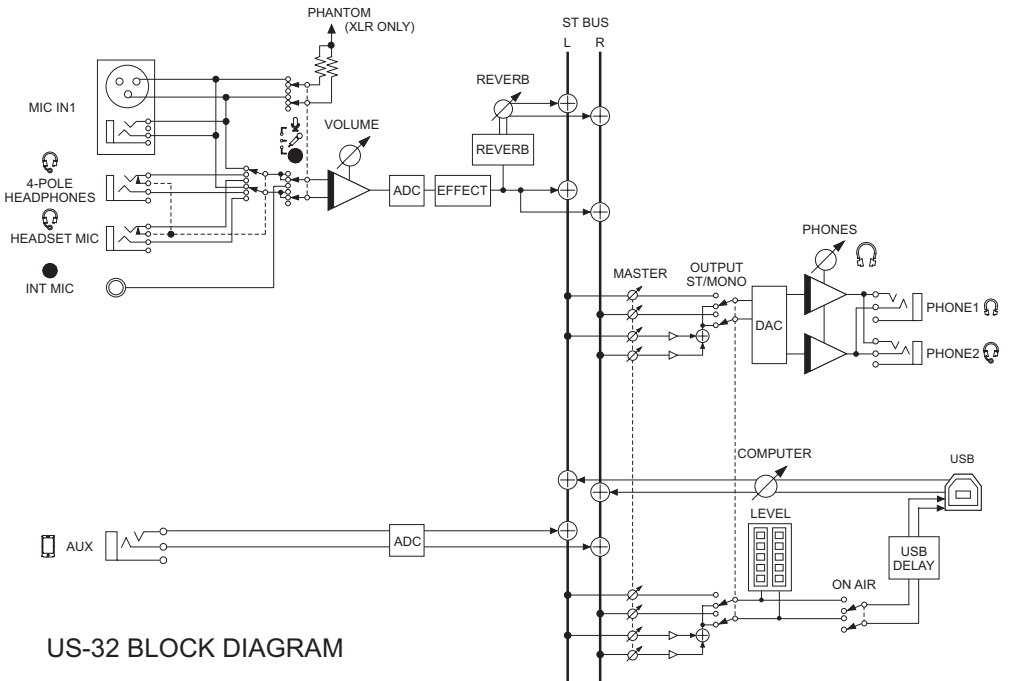 PHANTOM
(XLR ONLY)
ST BUS
L R
MIC IN1
REVERB
VOLUME
REVERB
4-POLE
HEADPHONES
ADC
EFFECT
HEADSET MIC
INT MIC
PHONES
MASTER
OUTPUT
ST/MONO
DAC
PHONE1
PHONE2
COMPUTER
USB
LEVEL
AUX
ADC
USB
DELAY
ON AIR
US-32 BLOCK DIAGRAM